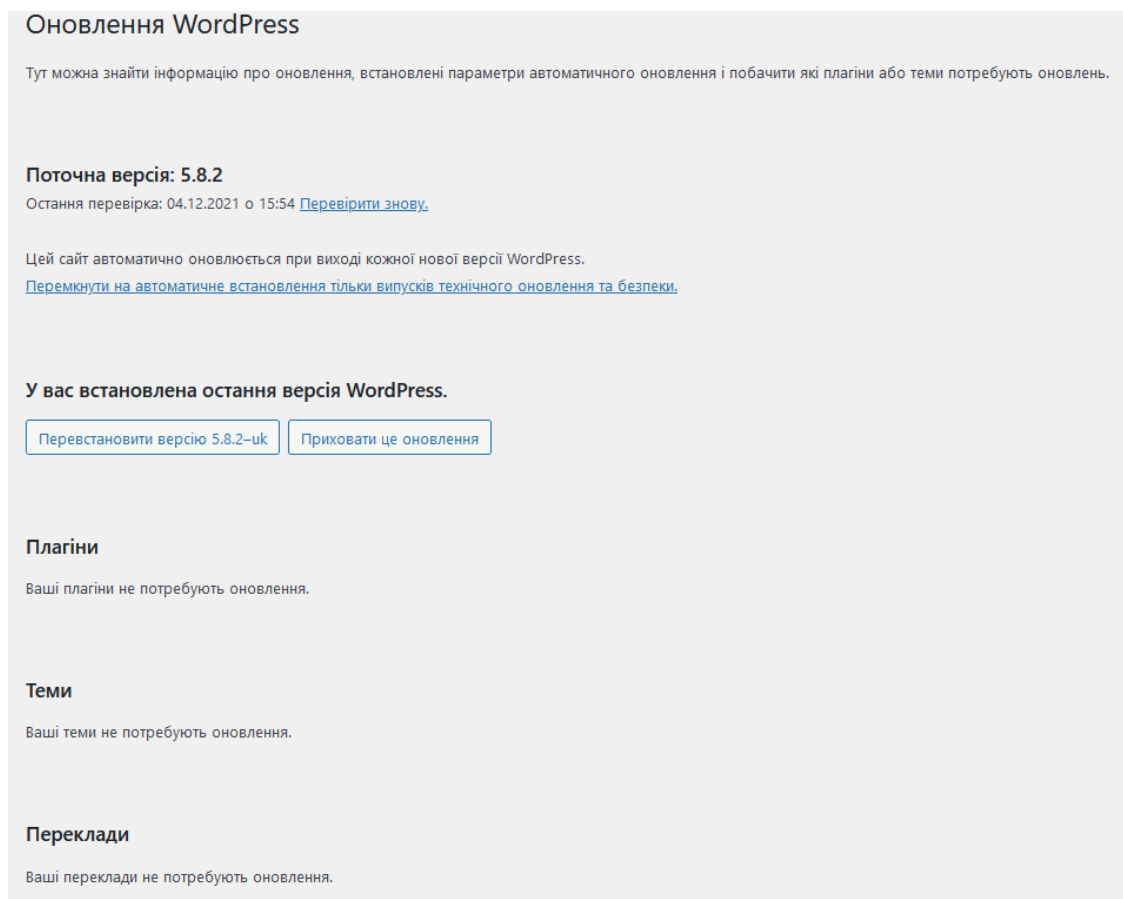 Оновлення WordPress
Тут можна знайти інформацію про оновлення, встановлені параметри автоматичного оновлення і побачити які плагіни або теми потребують оновлень.
Поточна версія: 5.8.2
Остання перевірка: 04.12.2021 о 15:54 Перевірити знову.
Цей сайт автоматично оновлюється при виході кожної нової версії WordPress.
Перемкнути на автоматичне встановлення тільки випусків технічного оновлення та безпеки.
У вас встановлена остання версія WordPress.
Перевстановити версію 5.8.2–uk Приховати це оновлення
Плагіни
Ваші плагіни не потребують оновлення.
Теми
Ваші теми не потребують оновлення.
Переклади
Ваші переклади не потребують оновлення.